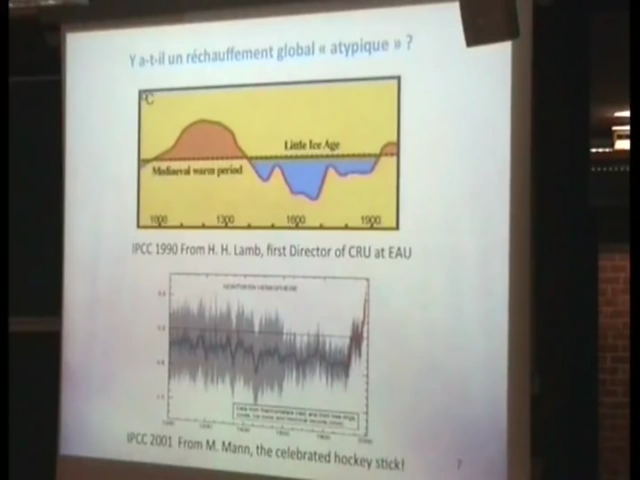 Y a-t-il un réchauffement global « atypique » ?
°C
Little Ice Age
Mediaeval warm period
1000 1300 1600 1900
IPCC 1990 From H. H. Lamb, first Director of CRU at EAU
NORTHERN HEMISPHERE
IPCC 2001 From M. Mann, the celebrated hockey stick!
7